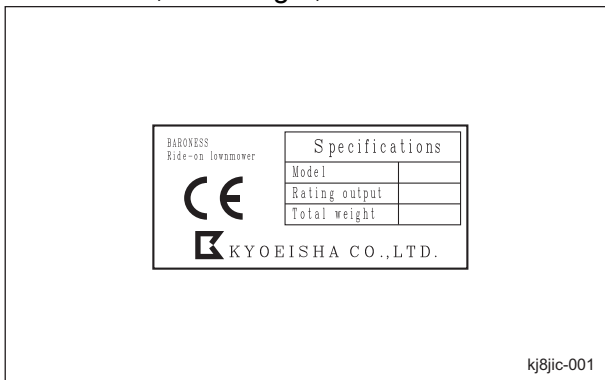 BARONESS
Ride-on lownmower
Specifications
Model
Rating output
Total weight
CE
KYOEISHA CO.,LTD.
kj8jic-001